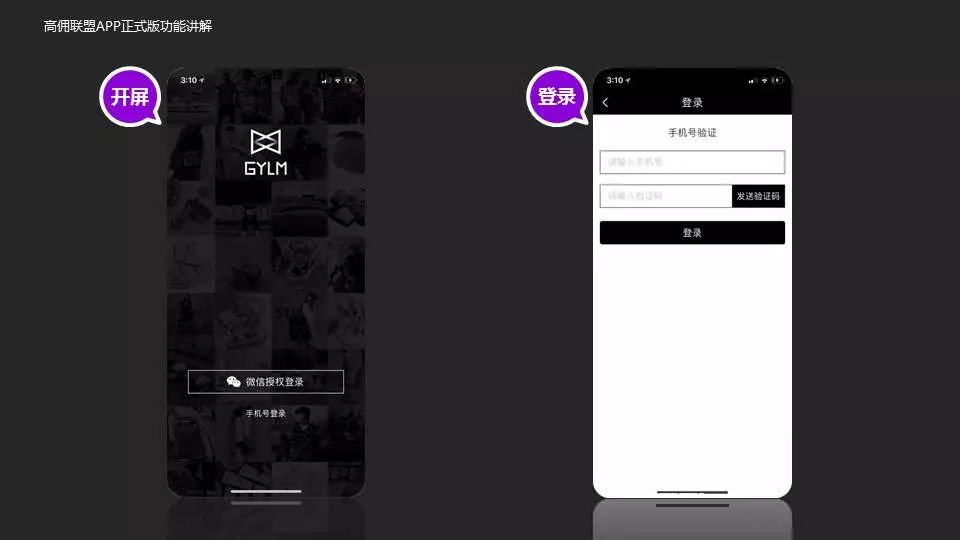 高佣联盟APP正式版功能讲解
开屏
3:10
GYLM
微信授权登录
手机号登录
登录
3:10
登录
手机号验证
请输入手机号
请输入验证码
发送验证码
登录